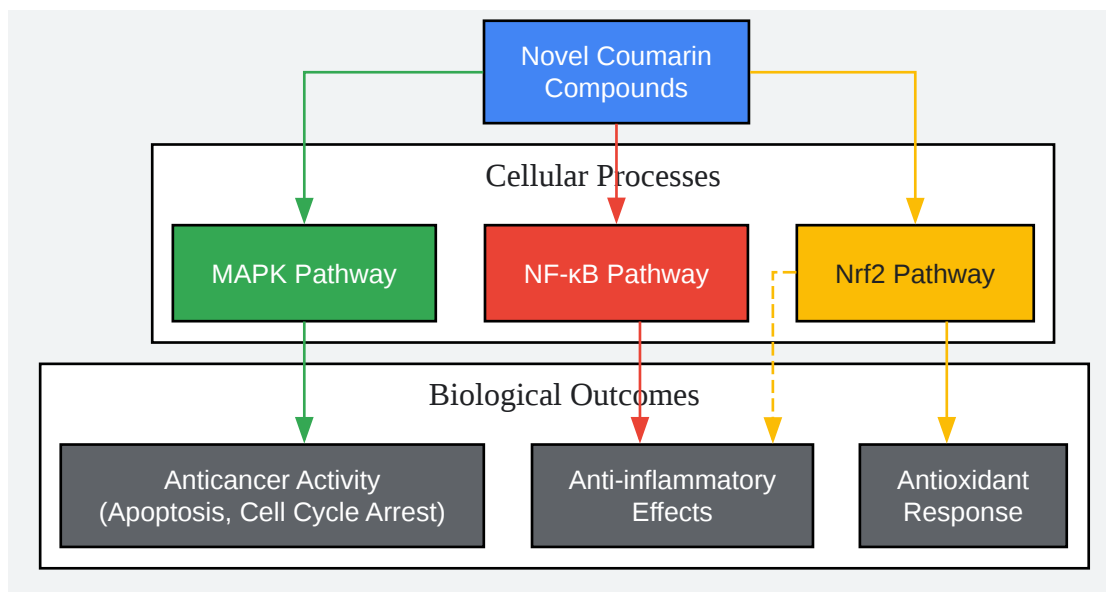 Novel Coumarin
Compounds
Cellular Processes
MAPK Pathway
NF-κB Pathway
Nrf2 Pathway
Biological Outcomes
Anticancer Activity
(Apoptosis, Cell Cycle Arrest)
Anti-inflammatory
Effects
Antioxidant
Response